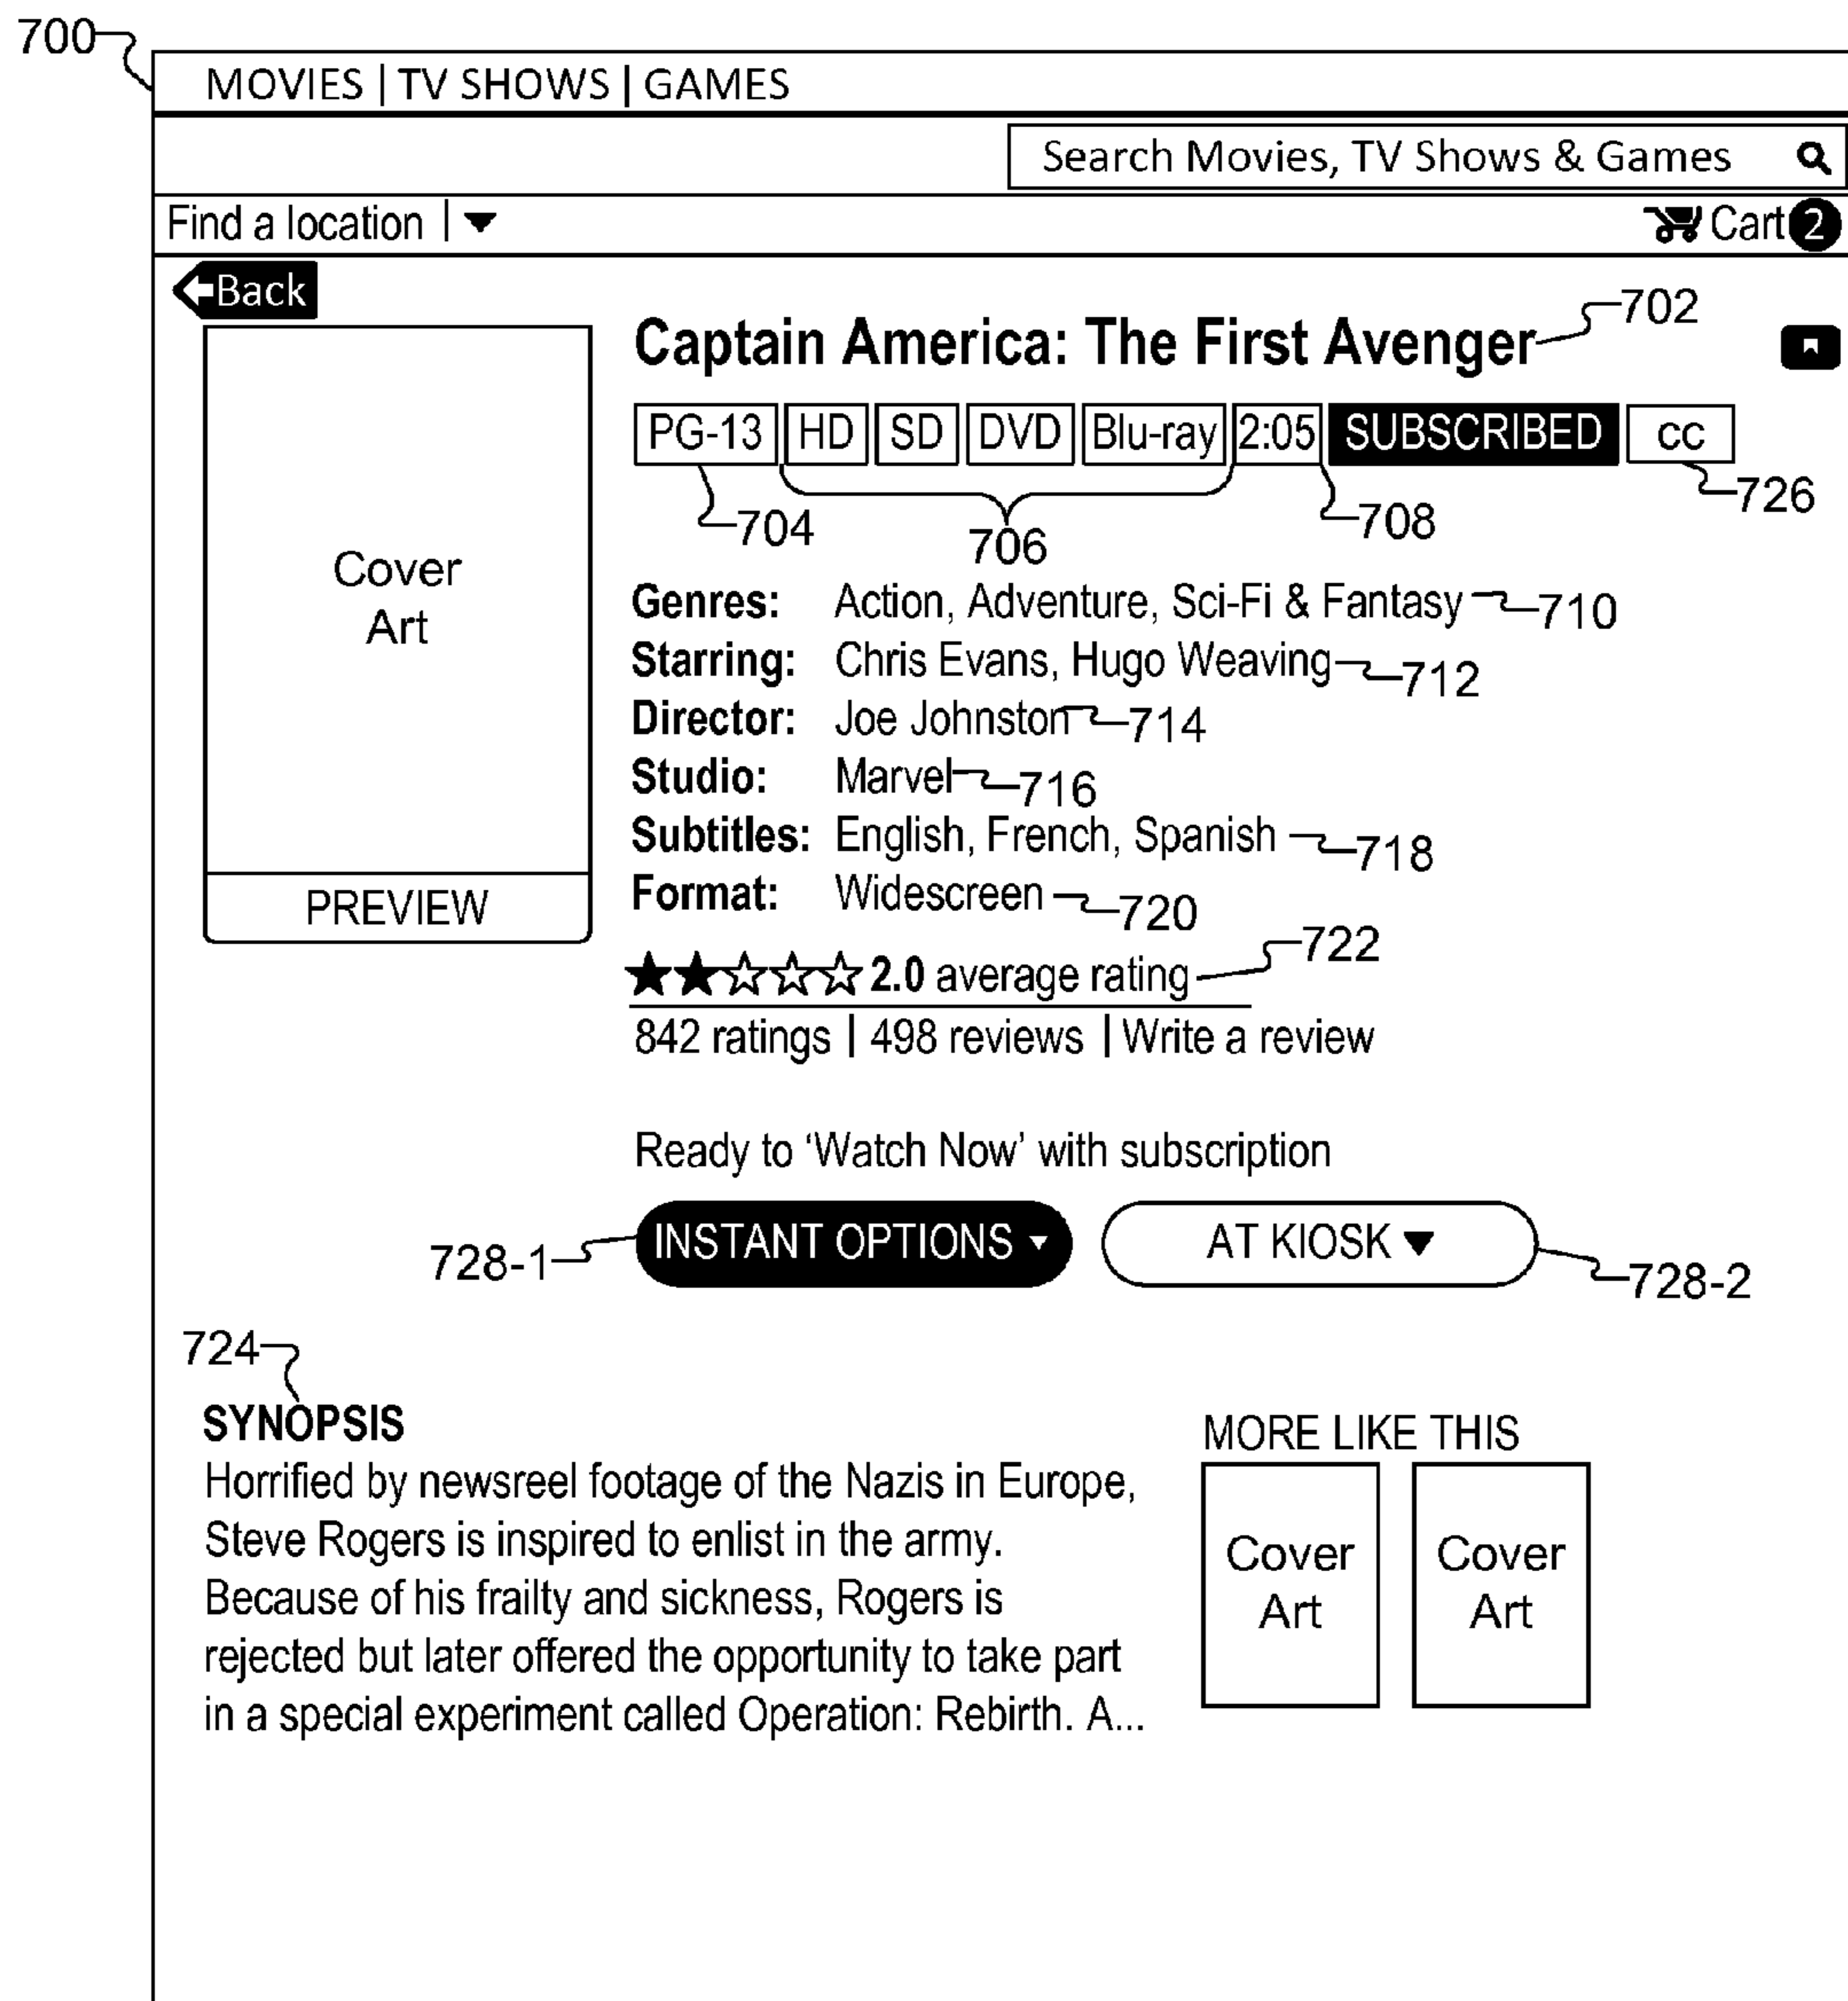 700
MOVIES | TV SHOWS | GAMES
Search Movies, TV Shows & Games
Find a location |
Cart 2
Back
Captain America: The First Avenger
702
PG-13 HD SD DVD Blu-ray 2:05 SUBSCRIBED cc
704
706
708
726
Cover
Art
PREVIEW
Genres: Action, Adventure, Sci-Fi & Fantasy 710
Starring: Chris Evans, Hugo Weaving 712
Director: Joe Johnston 714
Studio: Marvel 716
Subtitles: English, French, Spanish 718
Format: Widescreen 720
2.0 average rating 722
842 ratings | 498 reviews | Write a review
Ready to ‘Watch Now’ with subscription
728-1 INSTANT OPTIONS AT KIOSK 728-2
724
SYNOPSIS
Horrified by newsreel footage of the Nazis in Europe,
Steve Rogers is inspired to enlist in the army.
Because of his frailty and sickness, Rogers is
rejected but later offered the opportunity to take part
in a special experiment called Operation: Rebirth. A...
MORE LIKE THIS
Cover
Art
Cover
Art